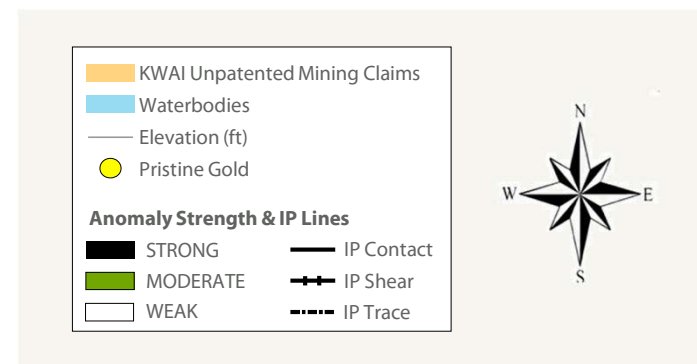 KWAI Unpatented Mining Claims
Waterbodies
Elevation (ft)
Pristine Gold
Anomaly Strength & IP Lines
STRONG
IP Contact
MODERATE
IP Shear
WEAK
IP Trace
N
W
E
S